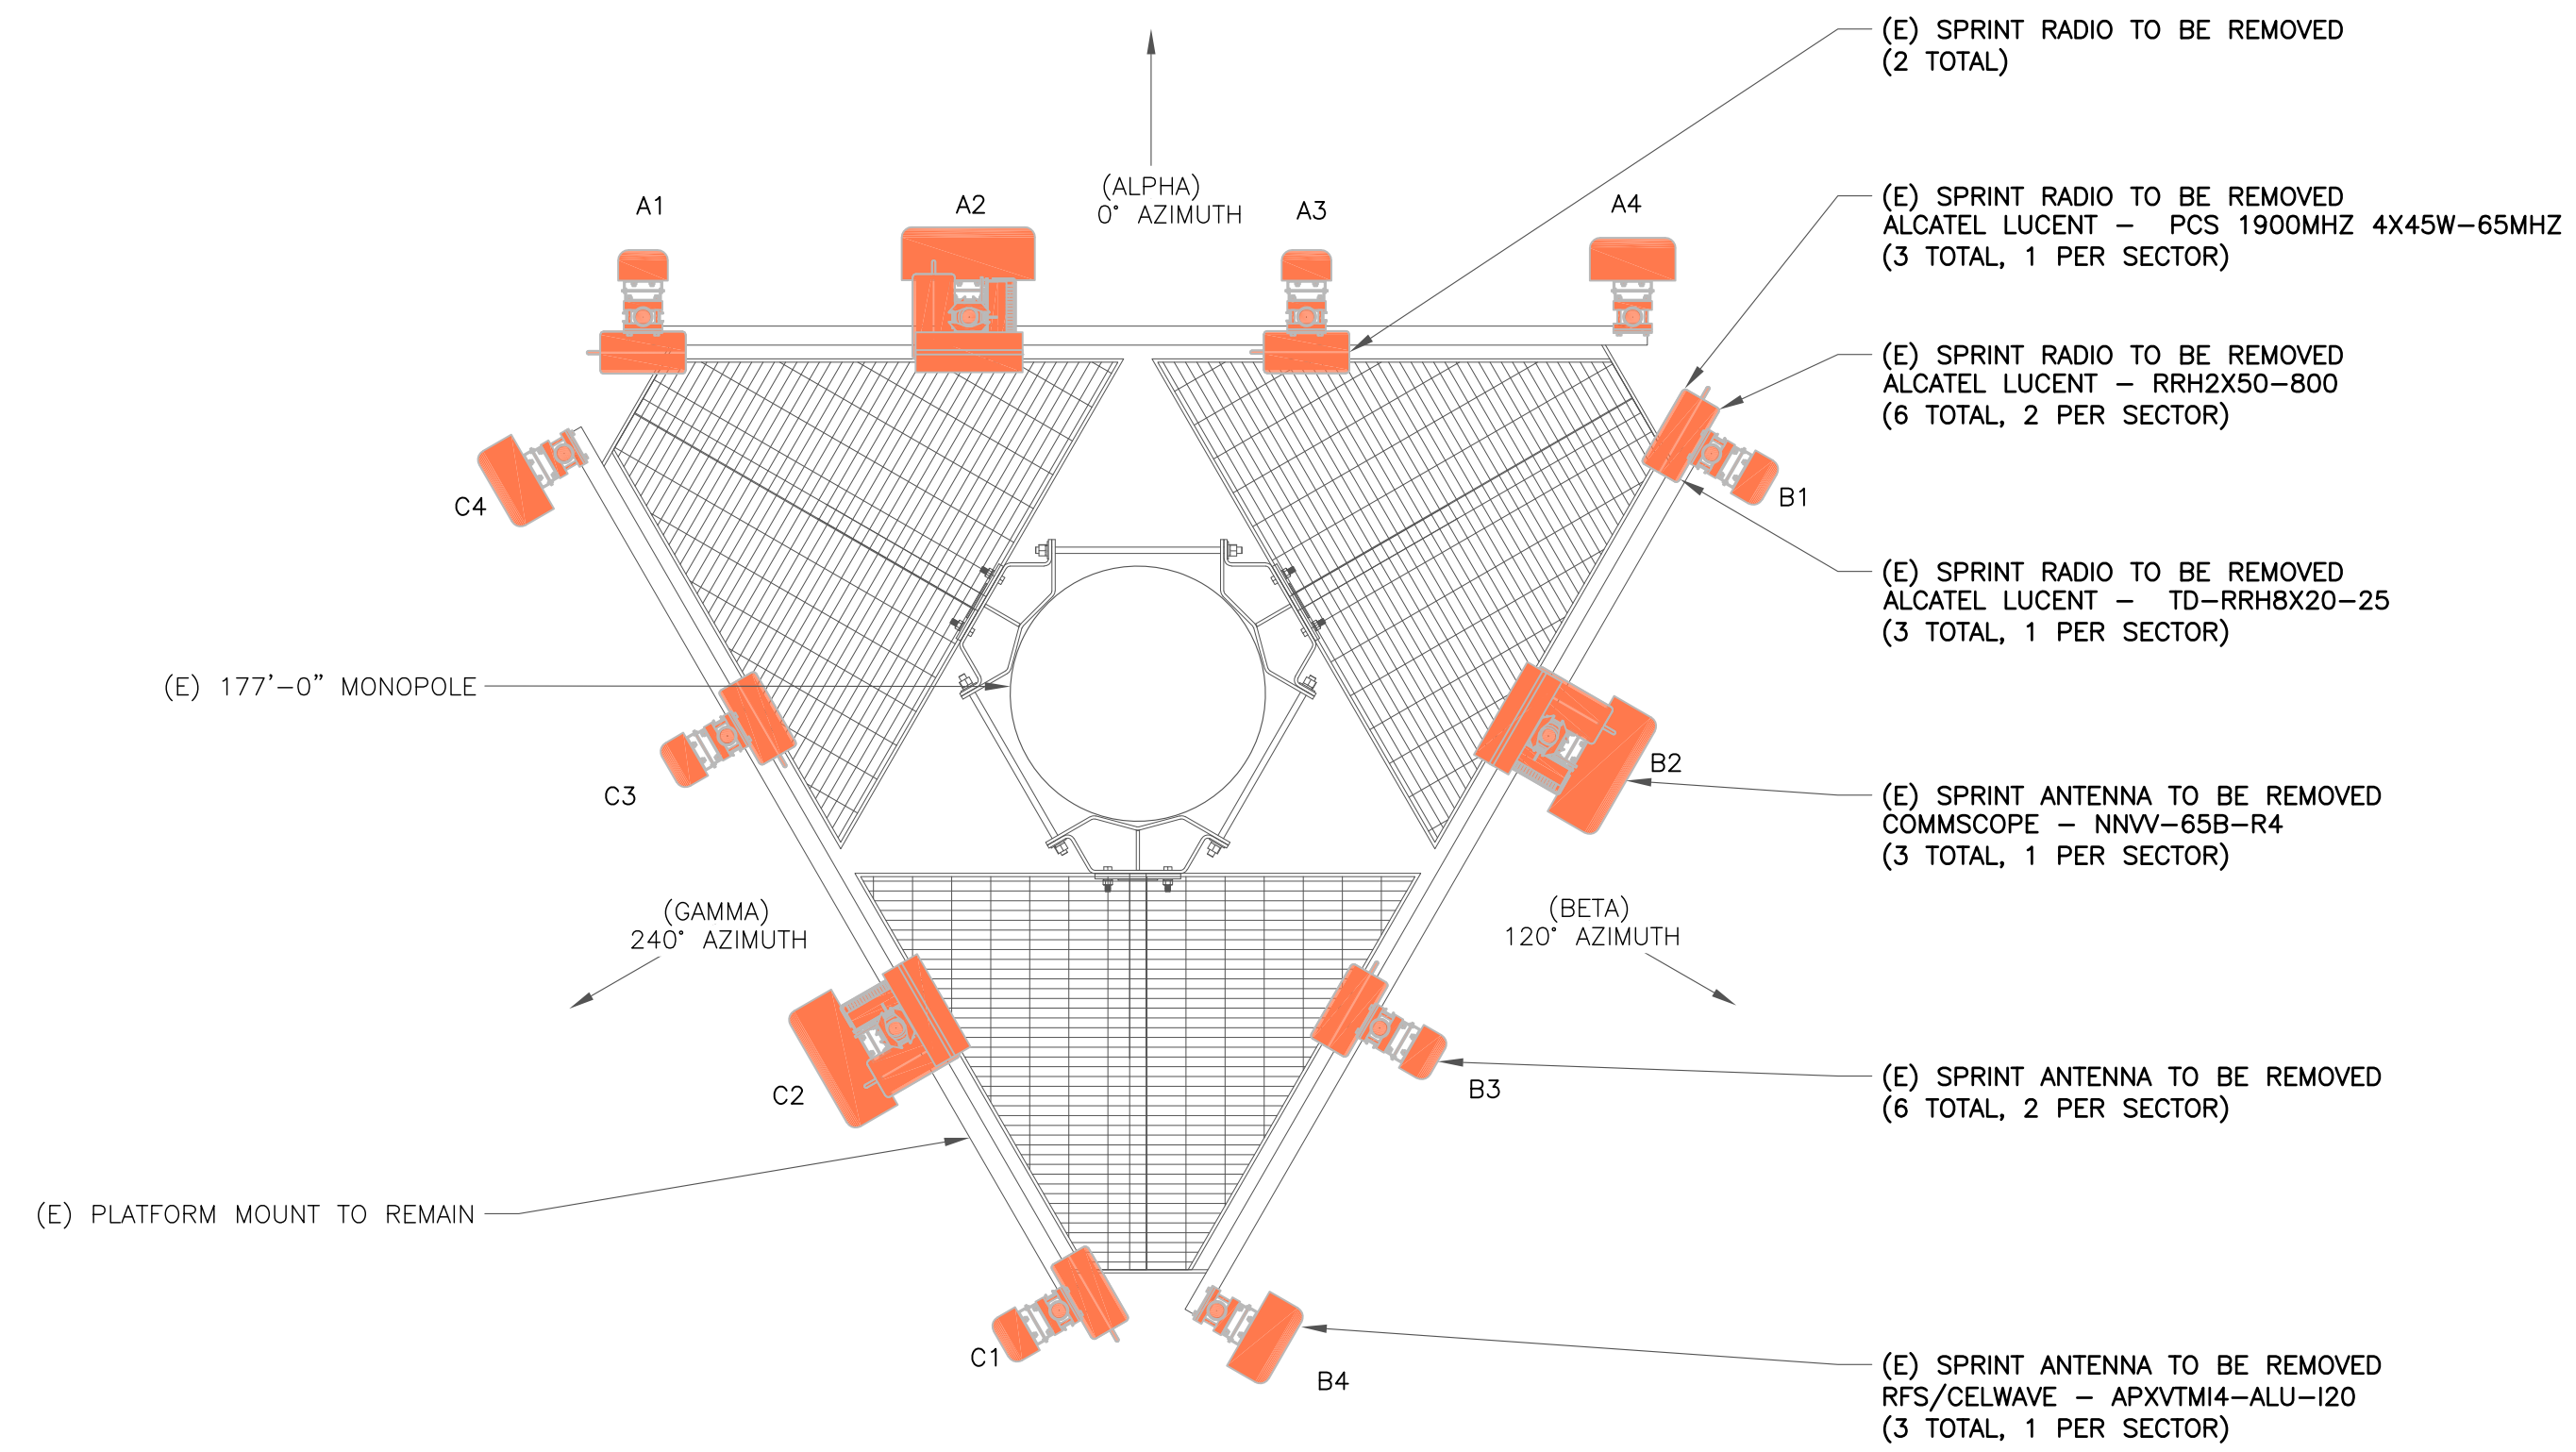 (E) SPRINT RADIO TO BE REMOVED
(2 TOTAL)
(ALPHA)
0° AZIMUTH
A1
A2
A3
A4
(E) SPRINT RADIO TO BE REMOVED
ALCATEL LUCENT - PCS 1900MHZ 4X45W-65MHZ
(3 TOTAL, 1 PER SECTOR)
(E) SPRINT RADIO TO BE REMOVED
ALCATEL LUCENT - RRH2X50-800
(6 TOTAL, 2 PER SECTOR)
C4
B1
(E) SPRINT RADIO TO BE REMOVED
ALCATEL LUCENT - TD-RRH8X20-25
(3 TOTAL, 1 PER SECTOR)
(E) 177'-0" MONOPOLE
C3
B2
(E) SPRINT ANTENNA TO BE REMOVED
COMMSCOPE - NNVV-65B-R4
(3 TOTAL, 1 PER SECTOR)
(GAMMA)
240° AZIMUTH
(BETA)
120° AZIMUTH
C2
B3
(E) SPRINT ANTENNA TO BE REMOVED
(6 TOTAL, 2 PER SECTOR)
(E) PLATFORM MOUNT TO REMAIN
C1
B4
(E) SPRINT ANTENNA TO BE REMOVED
RFS/CELWAVE - APXVTM14-ALU-I20
(3 TOTAL, 1 PER SECTOR)